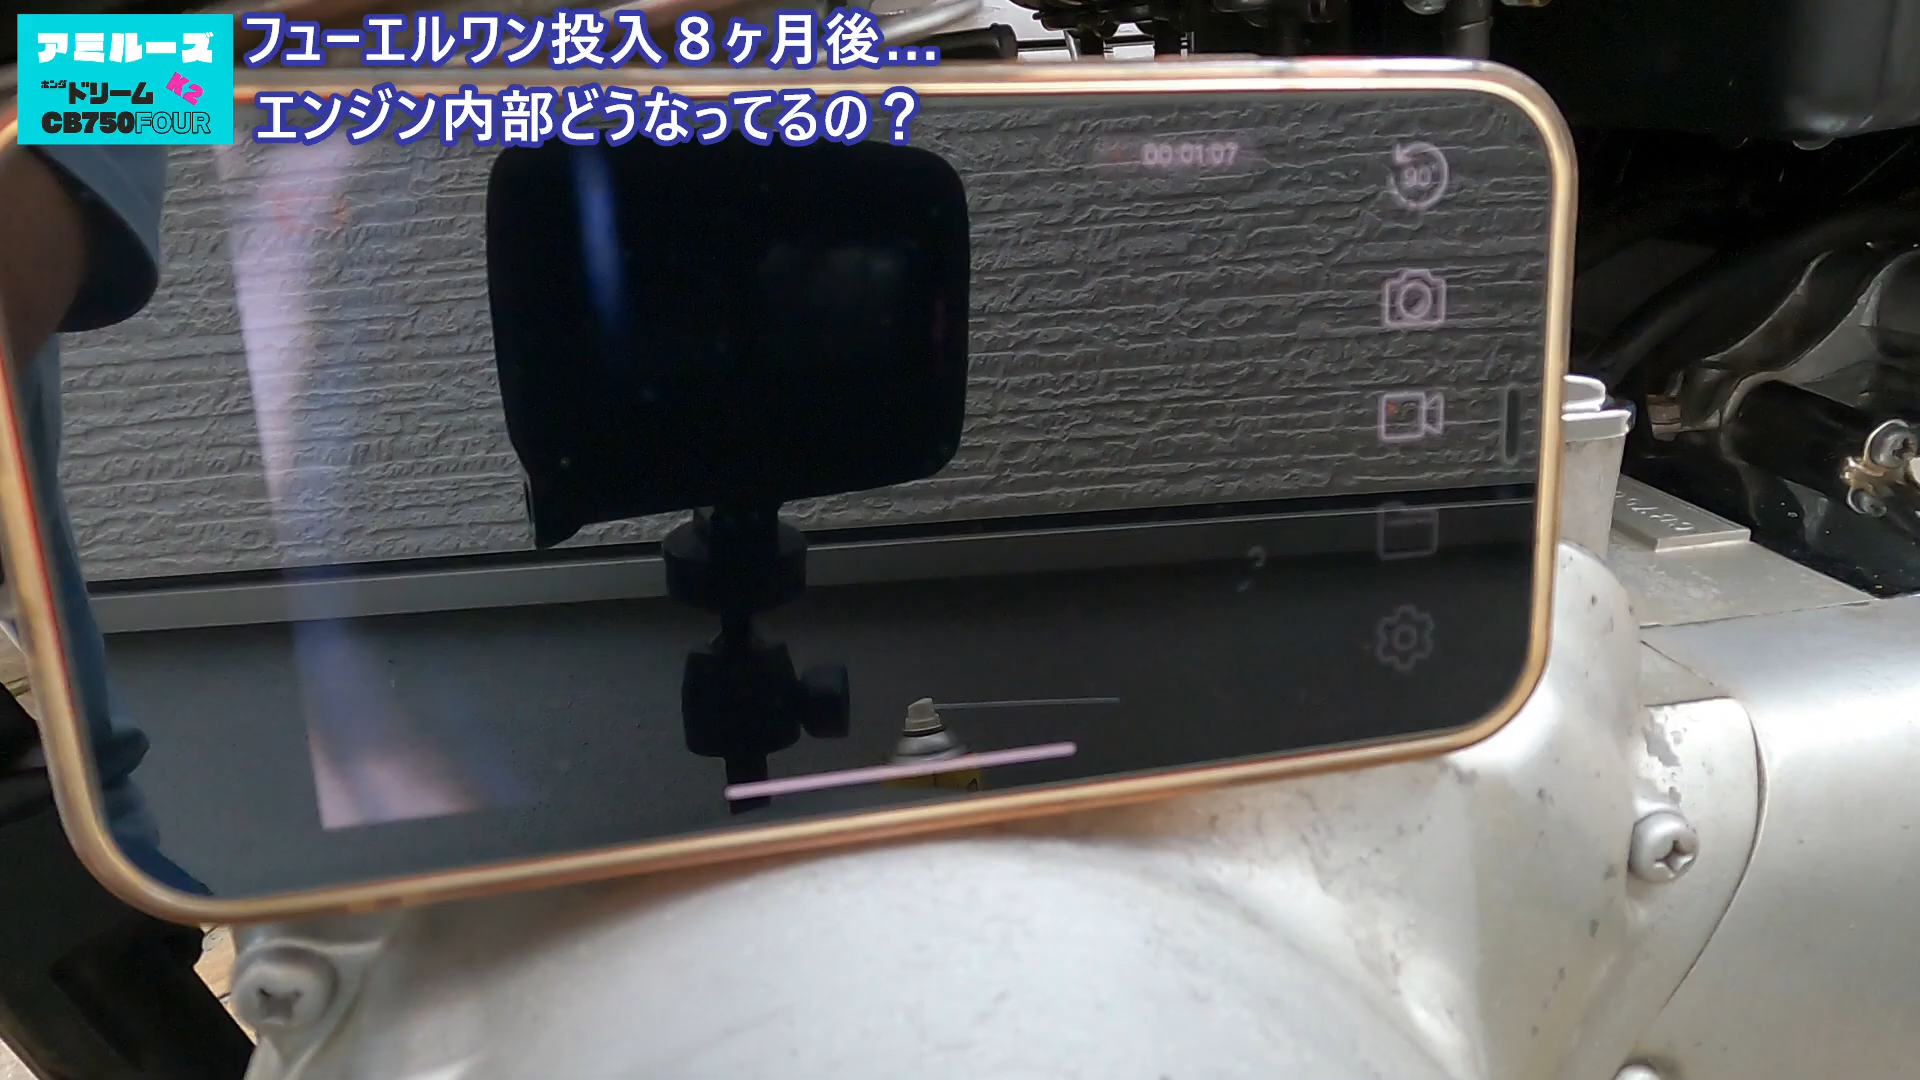 アミルーズ
ホンダ ドリーム K2
CB750FOUR
フューエルワン投入８ヶ月後...
エンジン内部どうなってるの？
00:01:07
90